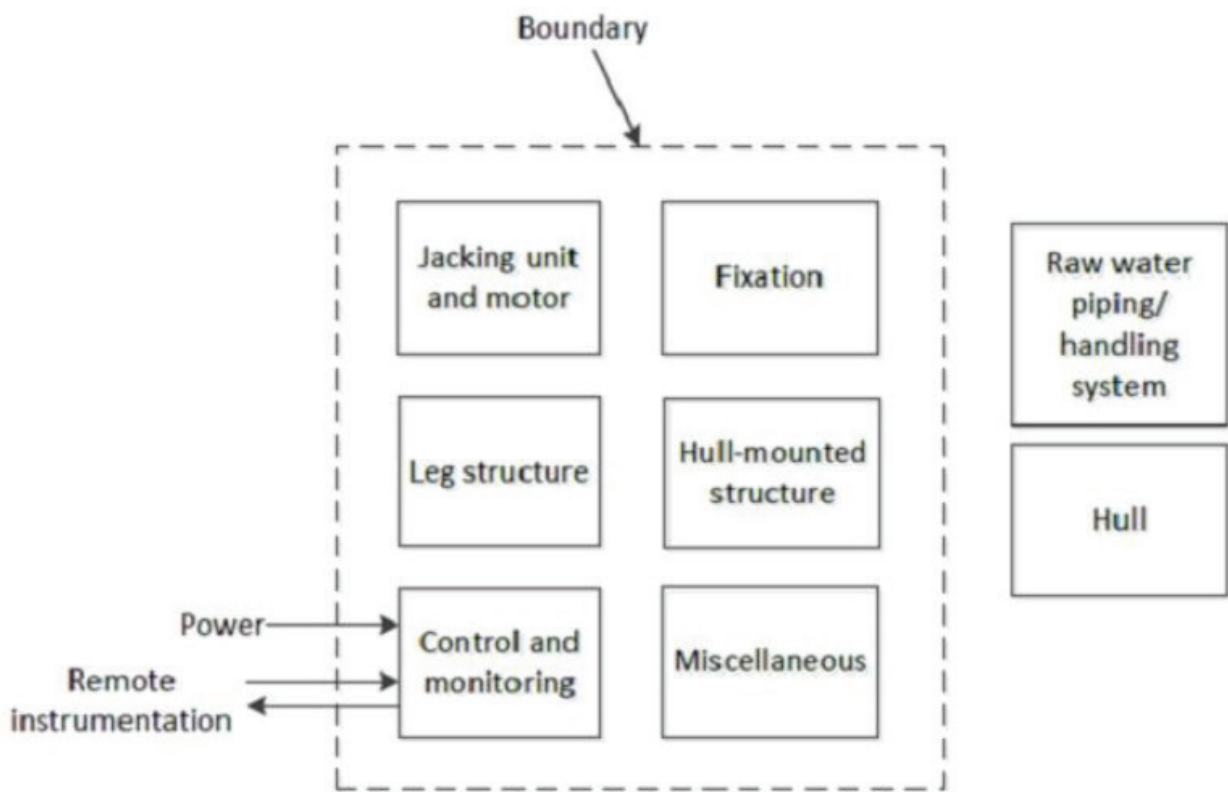 Boundary
Jacking unit
and motor
Fixation
Raw water
piping/
handling
system
Leg structure
Hull-mounted
structure
Hull
Power
Control and
monitoring
Miscellaneous
Remote
instrumentation